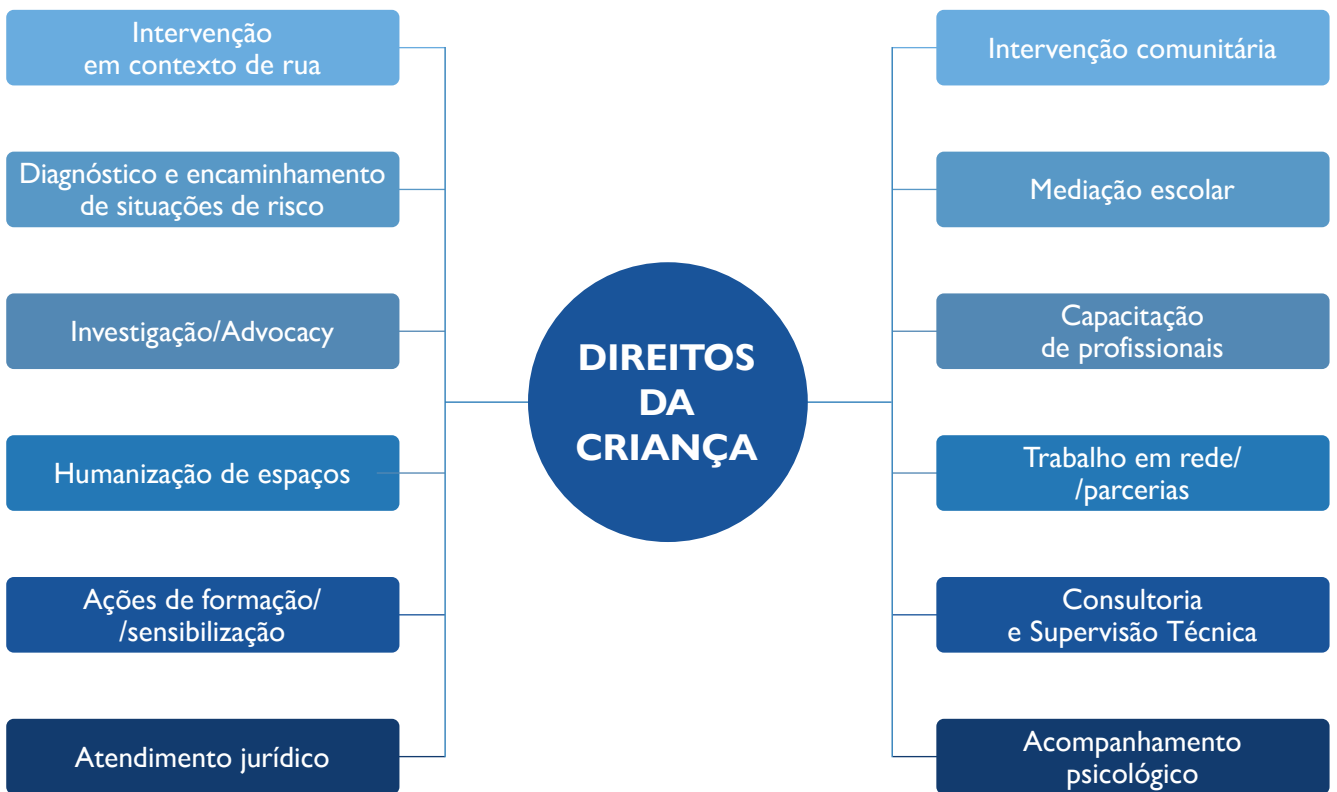 Intervenção
em contexto de rua
Diagnóstico e encaminhamento
de situações de risco
Investigação/Advocacy
Humanização de espaços
Ações de formação/
/sensibilização
Atendimento jurídico
DIREITOS
DA
CRIANÇA
Intervenção comunitária
Mediação escolar
Capacitação
de profissionais
Trabalho em rede/
/parcerias
Consultoria
e Supervisão Técnica
Acompanhamento
psicológico